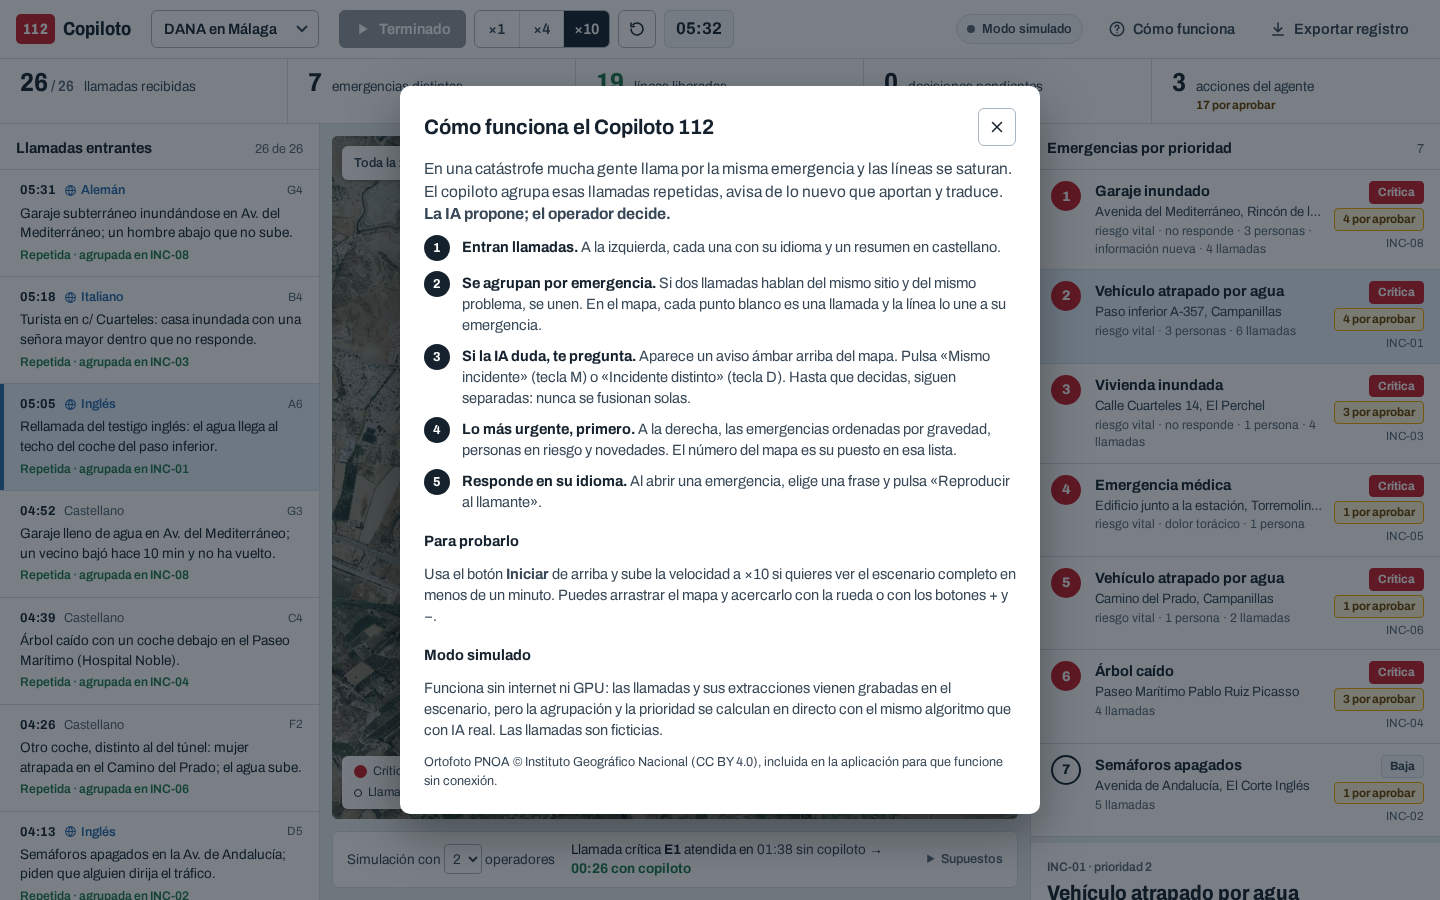 112 Copiloto
DANA en Málaga
Terminado
×1 ×4 ×10
05:32
Modo simulado
Cómo funciona
Exportar registro
26 / 26 llamadas recibidas
7 emergencias distintas
19 líneas liberadas
0 decisiones pendientes
3 acciones del agente
17 por aprobar
Llamadas entrantes 26 de 26
05:31 Alemán G4
Garaje subterráneo inundándose en Av. del
Mediterráneo; un hombre abajo que no sube.
Repetida · agrupada en INC-08
05:18 Italiano B4
Turista en c/ Cuarteles: casa inundada con una
señora mayor dentro que no responde.
Repetida · agrupada en INC-03
05:05 Inglés A6
Rellamada del testigo inglés: el agua llega al
techo del coche del paso inferior.
Repetida · agrupada en INC-01
04:52 Castellano G3
Garaje lleno de agua en Av. del Mediterráneo;
un vecino bajó hace 10 min y no ha vuelto.
Repetida · agrupada en INC-08
04:39 Castellano C4
Árbol caído con un coche debajo en el Paseo
Marítimo (Hospital Noble).
Repetida · agrupada en INC-04
04:26 Castellano F2
Otro coche, distinto al del túnel: mujer
atrapada en el Camino del Prado; el agua sube.
Repetida · agrupada en INC-06
04:13 Inglés D5
Semáforos apagados en la Av. de Andalucía;
piden que alguien dirija el tráfico.
Repetida · agrupada en INC-02
Toda la
Cómo funciona el Copiloto 112
En una catástrofe mucha gente llama por la misma emergencia y las líneas se saturan.
El copiloto agrupa esas llamadas repetidas, avisa de lo nuevo que aportan y traduce.
La IA propone; el operador decide.
1 Entran llamadas. A la izquierda, cada una con su idioma y un resumen en castellano.
2 Se agrupan por emergencia. Si dos llamadas hablan del mismo sitio y del mismo
problema, se unen. En el mapa, cada punto blanco es una llamada y la línea lo une a su
emergencia.
3 Si la IA duda, te pregunta. Aparece un aviso ámbar arriba del mapa. Pulsa «Mismo
incidente» (tecla M) o «Incidente distinto» (tecla D). Hasta que decidas, siguen
separadas: nunca se fusionan solas.
4 Lo más urgente, primero. A la derecha, las emergencias ordenadas por gravedad,
personas en riesgo y novedades. El número del mapa es su puesto en esa lista.
5 Responde en su idioma. Al abrir una emergencia, elige una frase y pulsa «Reproducir
al llamante».
Para probarlo
Usa el botón Iniciar de arriba y sube la velocidad a ×10 si quieres ver el escenario completo en
menos de un minuto. Puedes arrastrar el mapa y acercarlo con la rueda o con los botones + y
−.
Modo simulado
Funciona sin internet ni GPU: las llamadas y sus extracciones vienen grabadas en el
escenario, pero la agrupación y la prioridad se calculan en directo con el mismo algoritmo que
con IA real. Las llamadas son ficticias.
Ortofoto PNOA © Instituto Geográfico Nacional (CC BY 4.0), incluida en la aplicación para que funcione
sin conexión.
Simulación con 2 operadores
Llamada crítica E1 atendida en 01:38 sin copiloto →
00:26 con copiloto
Supuestos
Emergencias por prioridad 7
1 Garaje inundado Crítica
Avenida del Mediterráneo, Rincón de l... 4 por aprobar
riesgo vital · no responde · 3 personas ·
información nueva · 4 llamadas INC-08
2 Vehículo atrapado por agua Crítica
Paso inferior A-357, Campanillas 4 por aprobar
riesgo vital · 3 personas · 6 llamadas
INC-01
3 Vivienda inundada Crítica
Calle Cuarteles 14, El Perchel 3 por aprobar
riesgo vital · no responde · 1 persona · 4
llamadas INC-03
4 Emergencia médica Crítica
Edificio junto a la estación, Torremolin... 1 por aprobar
riesgo vital · dolor torácico · 1 persona
INC-05
5 Vehículo atrapado por agua Crítica
Camino del Prado, Campanillas 1 por aprobar
riesgo vital · 1 persona · 2 llamadas
INC-06
6 Árbol caído Crítica
Paseo Marítimo Pablo Ruiz Picasso 3 por aprobar
4 llamadas
INC-04
7 Semáforos apagados Baja
Avenida de Andalucía, El Corte Inglés 1 por aprobar
5 llamadas
INC-02
INC-01 · prioridad 2
Vehículo atrapado por agua